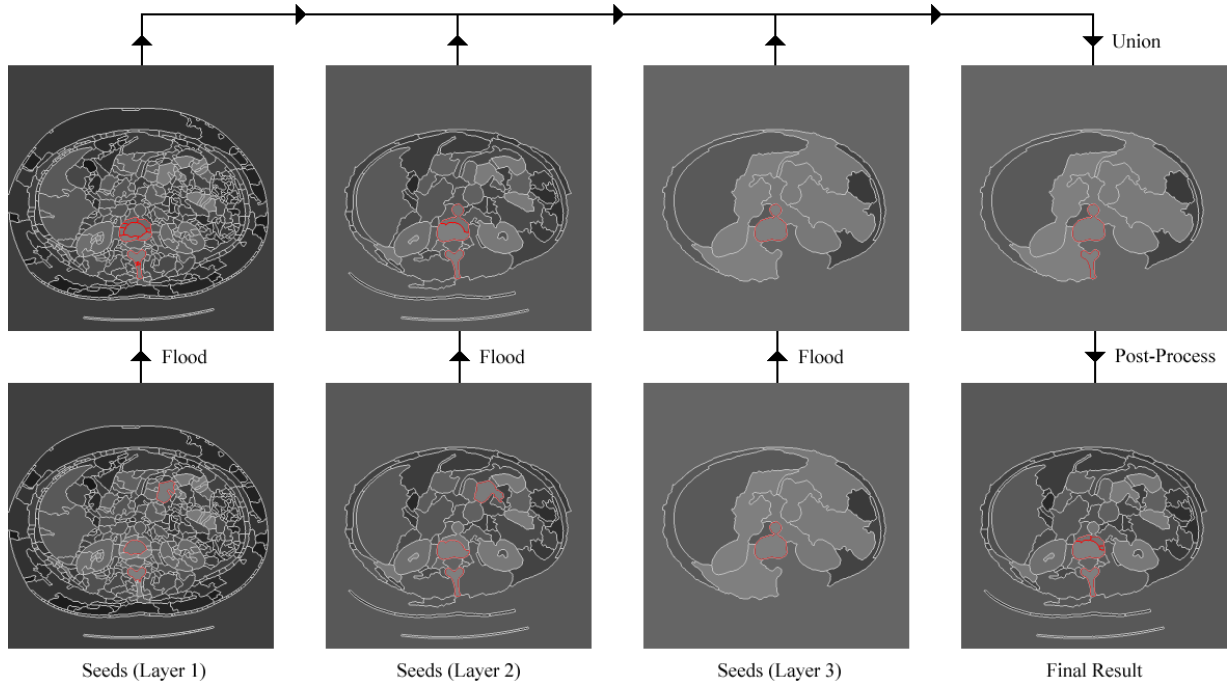 Union
Flood
Flood
Flood
Post-Process
Seeds (Layer 1)
Seeds (Layer 2)
Seeds (Layer 3)
Final Result